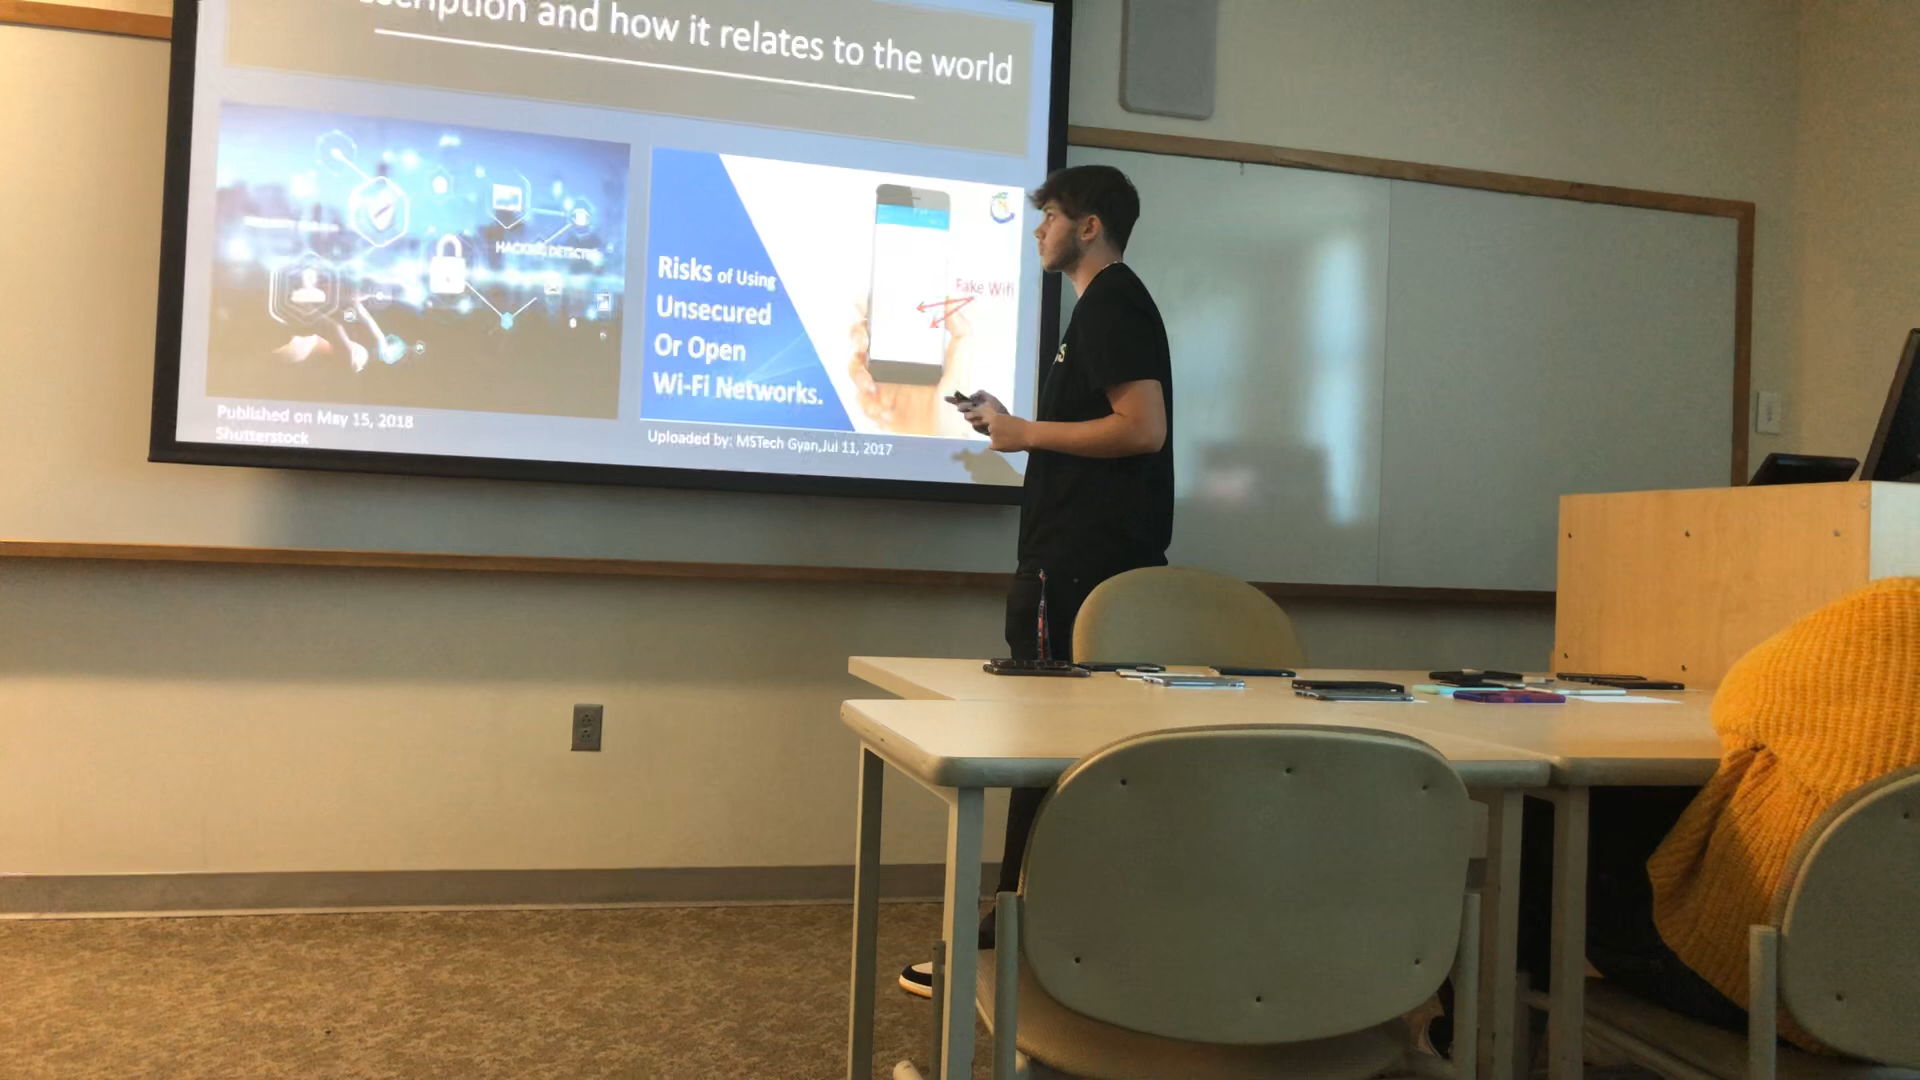 scription and how it relates to the world
HACKING DETECTED
Risks of Using
Unsecured
Or Open
Wi-Fi Networks.
Fake Wifi
Published on May 15, 2018
Shutterstock
Uploaded by: MSTech Gyan,Jul 11, 2017